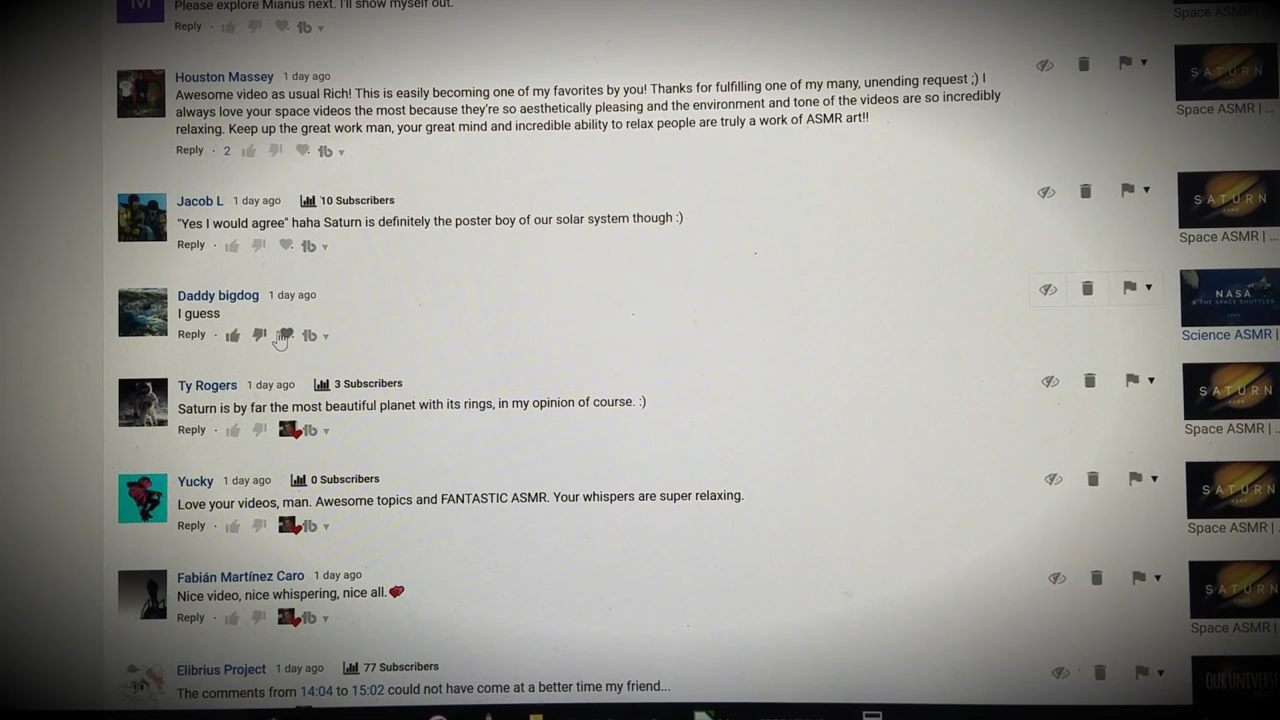 Please explore Mianus next. I'll show myself out.
Reply
Space ASMR |
Houston Massey 1 day ago
Awesome video as usual Rich! This is easily becoming one of my favorites by you! Thanks for fulfilling one of my many, unending request ;) I
always love your space videos the most because they're so aesthetically pleasing and the environment and tone of the videos are so incredibly
relaxing. Keep up the great work man, your great mind and incredible ability to relax people are truly a work of ASMR art!!
Reply · 2
SATURN
Space ASMR | ...
Jacob L 1 day ago 10 Subscribers
"Yes I would agree" haha Saturn is definitely the poster boy of our solar system though :)
Reply ·
SATURN
Space ASMR | ...
Daddy bigdog 1 day ago
I guess
Reply ·
NASA
& THE SPACE SHUTTLES
Science ASMR |
Ty Rogers 1 day ago 3 Subscribers
Saturn is by far the most beautiful planet with its rings, in my opinion of course. :)
Reply ·
SATURN
Space ASMR | ..
Yucky 1 day ago 0 Subscribers
Love your videos, man. Awesome topics and FANTASTIC ASMR. Your whispers are super relaxing.
Reply ·
SATURN
Space ASMR | .
Fabián Martínez Caro 1 day ago
Nice video, nice whispering, nice all.
Reply ·
SATURN
Space ASMR |
Elibrius Project 1 day ago 77 Subscribers
The comments from 14:04 to 15:02 could not have come at a better time my friend...
OUR UNIVERSE